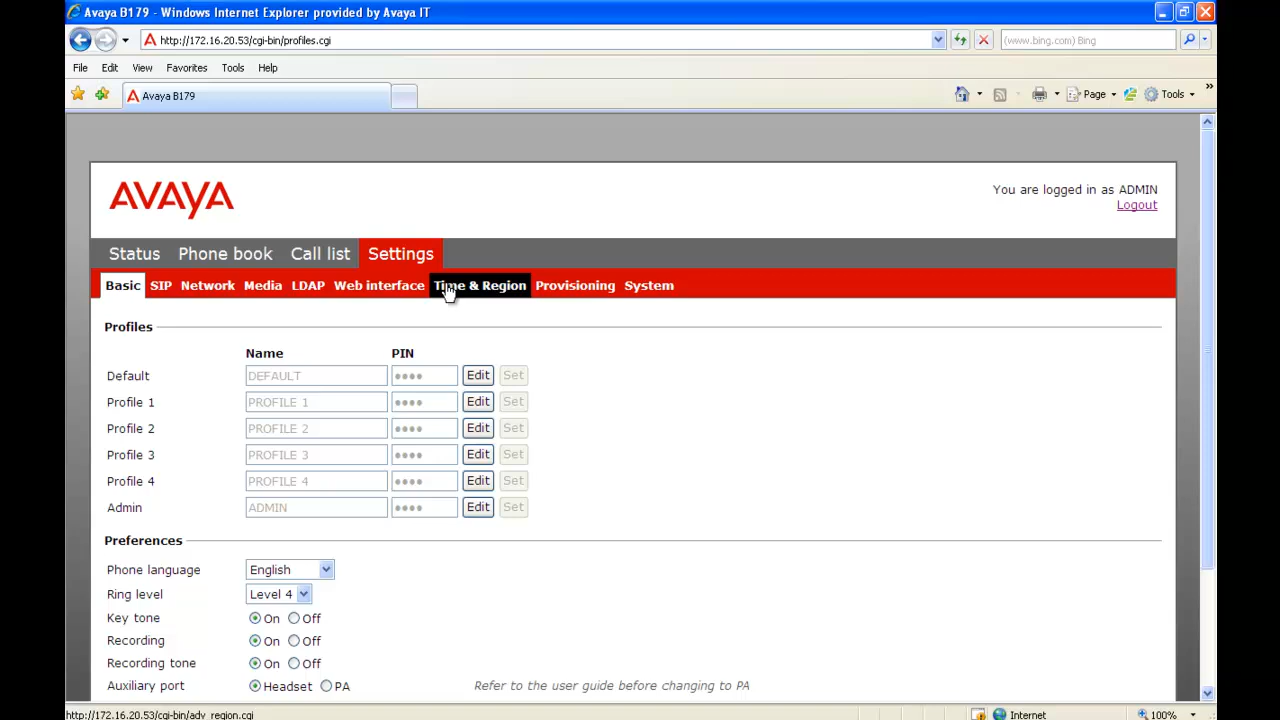 Avaya B179 - Windows Internet Explorer provided by Avaya IT
http://172.16.20.53/cgi-bin/profiles.cgi
(www.bing.com) Bing
File Edit View Favorites Tools Help
Avaya B179
Page Tools
AVAYA
You are logged in as ADMIN
Logout
Status Phone book Call list Settings
Basic SIP Network Media LDAP Web interface Time & Region Provisioning System
Profiles
Name PIN
Default DEFAULT •••• Edit Set
Profile 1 PROFILE 1 •••• Edit Set
Profile 2 PROFILE 2 •••• Edit Set
Profile 3 PROFILE 3 •••• Edit Set
Profile 4 PROFILE 4 •••• Edit Set
Admin ADMIN •••• Edit Set
Preferences
Phone language English
Ring level Level 4
Key tone On Off
Recording On Off
Recording tone On Off
Auxiliary port Headset PA Refer to the user guide before changing to PA
http://172.16.20.53/cgi-bin/adv_region.cgi Internet 100%